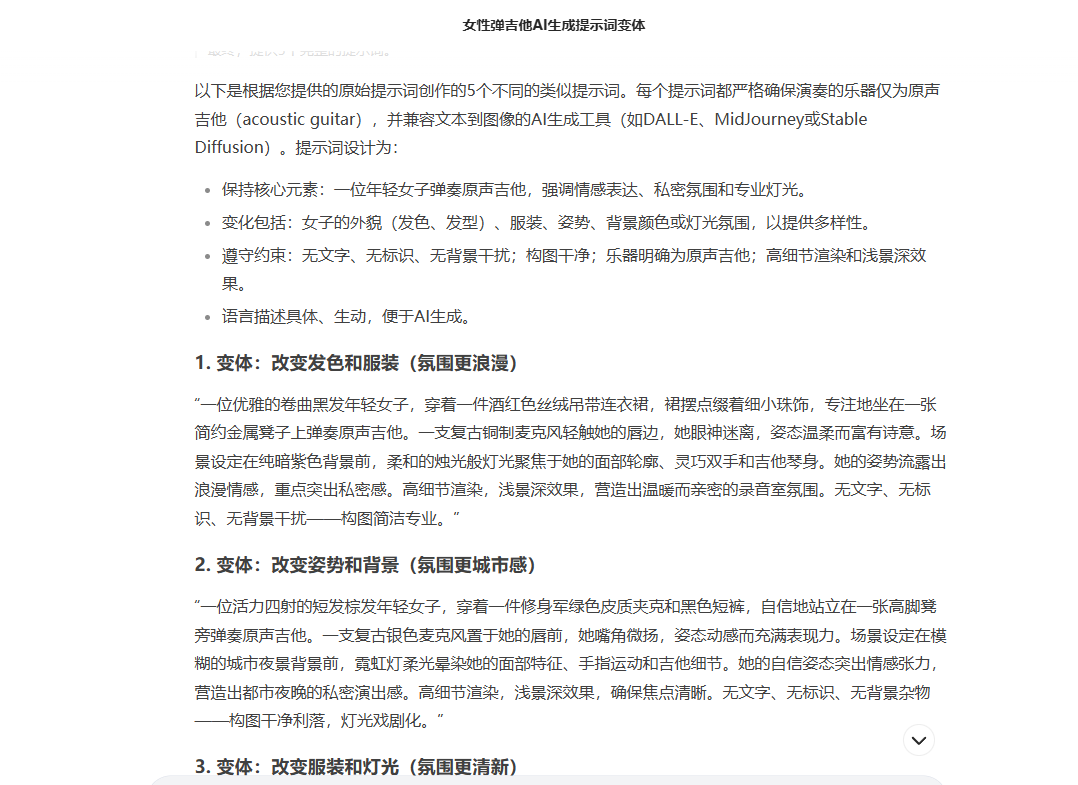 女性弹吉他AI生成提示词变体
以下是根据您提供的原始提示词创作的5个不同的类似提示词。每个提示词都严格确保演奏的乐器仅为原声
吉他（acoustic guitar），并兼容文本到图像的AI生成工具（如DALL-E、MidJourney或Stable
Diffusion）。提示词设计为：
保持核心元素：一位年轻女子弹奏原声吉他，强调情感表达、私密氛围和专业灯光。
变化包括：女子的外貌（发色、发型）、服装、姿势、背景颜色或灯光氛围，以提供多样性。
遵守约束：无文字、无标识、无背景干扰；构图干净；乐器明确为原声吉他；高细节渲染和浅景深效
果。
语言描述具体、生动，便于AI生成。
1. 变体：改变发色和服装（氛围更浪漫）
“一位优雅的卷曲黑发年轻女子，穿着一件酒红色丝绒吊带连衣裙，裙摆点缀着细小珠饰，专注地坐在一张
简约金属凳子上弹奏原声吉他。一支复古铜制麦克风轻触她的唇边，她眼神迷离，姿态温柔而富有诗意。场
景设定在纯暗紫色背景前，柔和的烛光般灯光聚焦于她的面部轮廓、灵巧双手和吉他琴身。她的姿势流露出
浪漫情感，重点突出私密感。高细节渲染，浅景深效果，营造出温暖而亲密的录音室氛围。无文字、无标
识、无背景干扰——构图简洁专业。”
2. 变体：改变姿势和背景（氛围更城市感）
“一位活力四射的短发棕发年轻女子，穿着一件修身军绿色皮质夹克和黑色短裤，自信地站立在一张高脚凳
旁弹奏原声吉他。一支复古银色麦克风置于她的唇前，她嘴角微扬，姿态动感而充满表现力。场景设定在模
糊的城市夜景背景前，霓虹灯柔光晕染她的面部特征、手指运动和吉他细节。她的自信姿态突出情感张力，
营造出都市夜晚的私密演出感。高细节渲染，浅景深效果，确保焦点清晰。无文字、无标识、无背景杂物
——构图干净利落，灯光戏剧化。”
3. 变体：改变服装和灯光（氛围更清新）